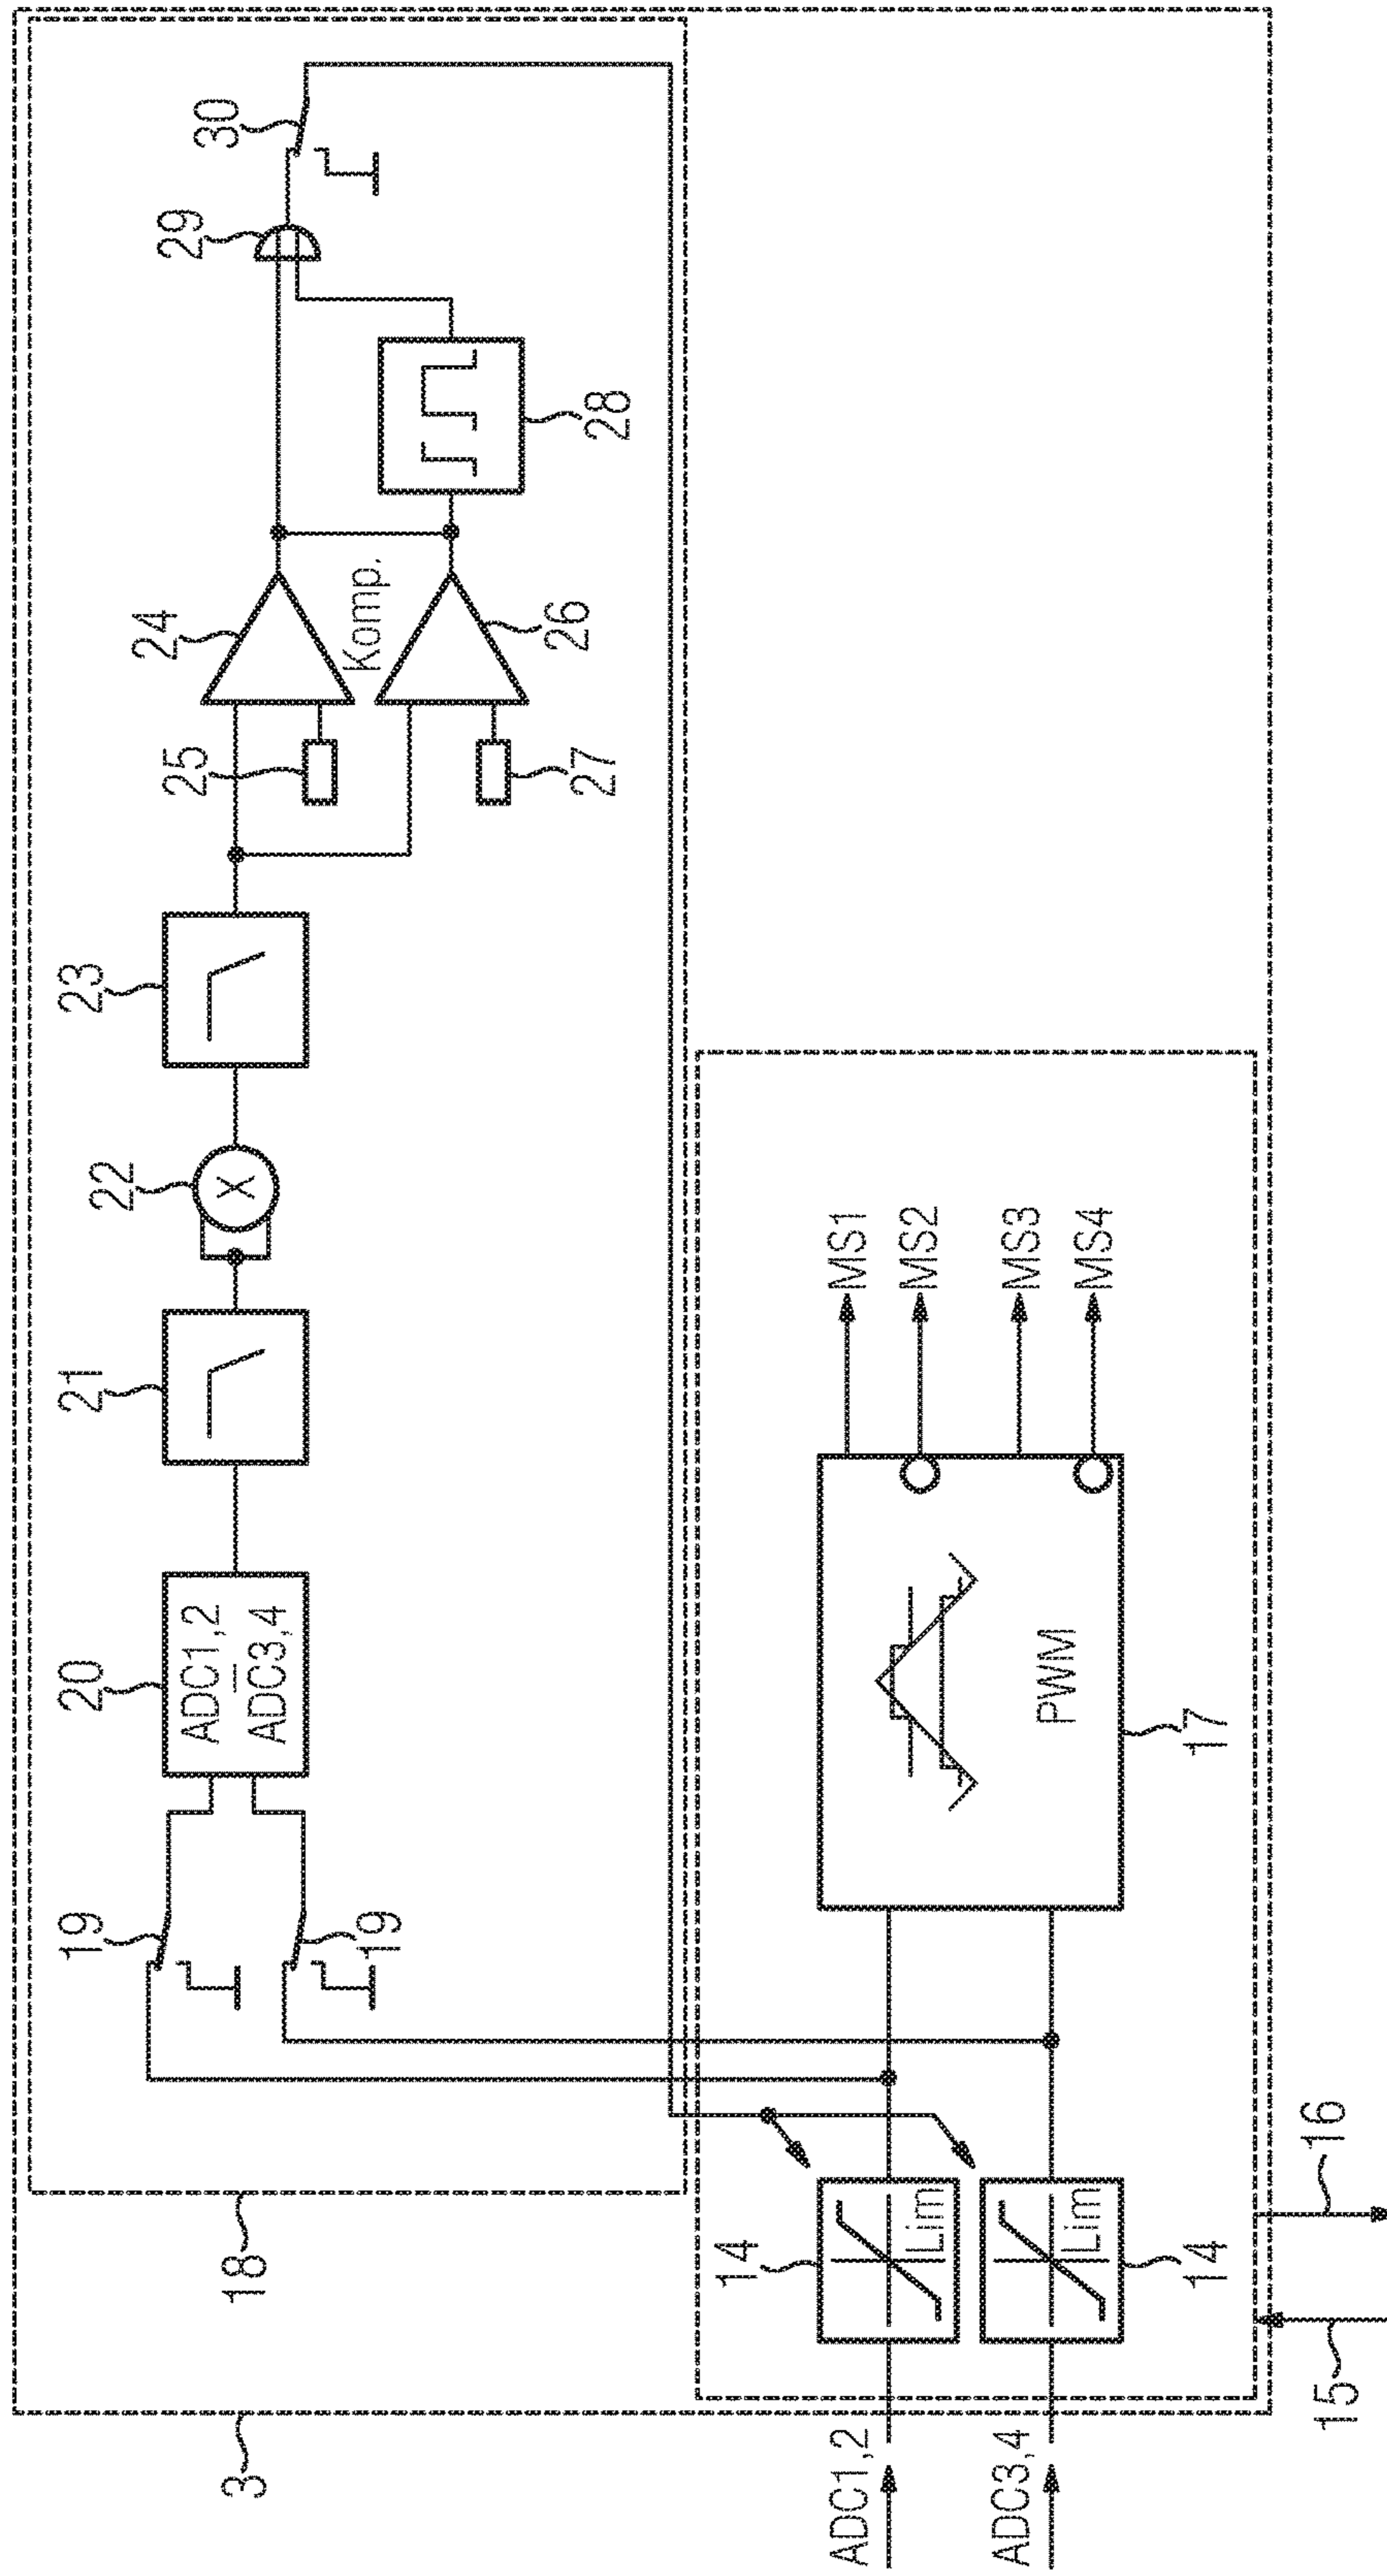 30
29
28
24
Komp.
26
25
27
23
22
21
20
ADC1,2
–
ADC3,4
19
19
18
3
MS1
MS2
MS3
MS4
PWM
17
14
Lim
Lim
14
16
15
ADC1,2
ADC3,4